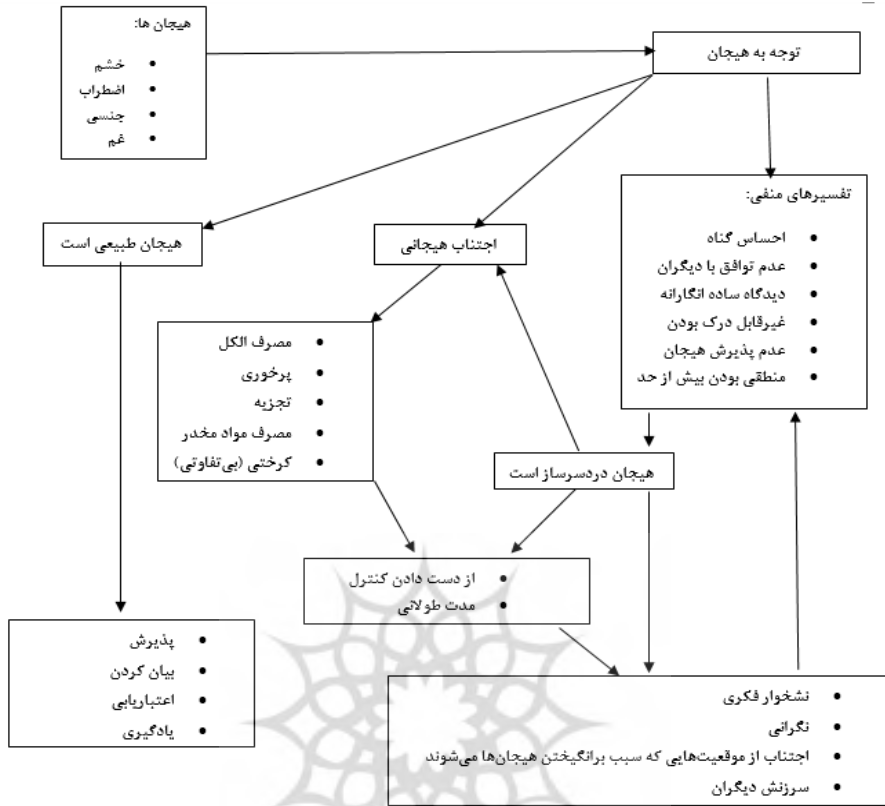 هیجان ها:
• خشم
• اضطراب
• جنسی
• غم
توجه به هیجان
تفسیرهای منفی:
• احساس گناه
• عدم توافق با دیگران
• دیدگاه ساده انگارانه
• غیرقابل درک بودن
• عدم پذیرش هیجان
• منطقی بودن بیش از حد
اجتناب هیجانی
هیجان طبیعی است
• مصرف الکل
• پرخوری
• تجزیه
• مصرف مواد مخدر
• کرختی (بی‌تفاوتی)
هیجان دردسرساز است
• از دست دادن کنترل
• مدت طولانی
• پذیرش
• بیان کردن
• اعتباریابی
• یادگیری
• نشخوار فکری
• نگرانی
• اجتناب از موقعیت‌هایی که سبب برانگیختن هیجان‌ها می‌شوند
• سرزنش دیگران